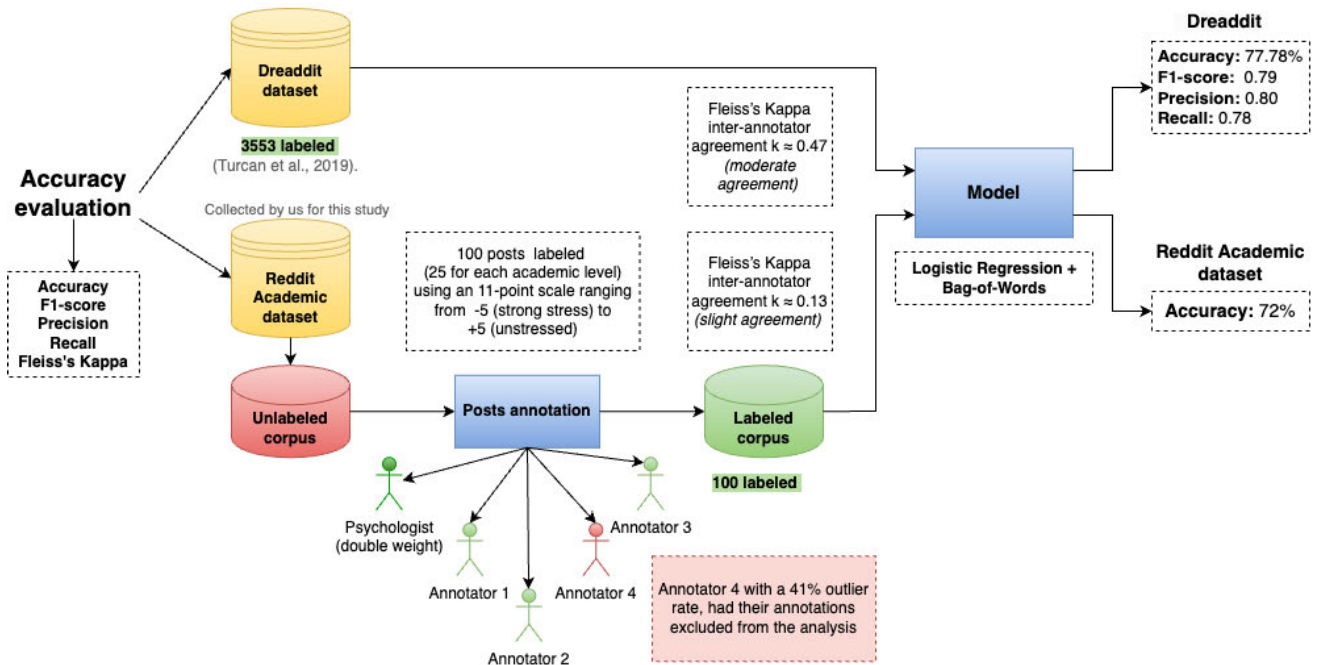 Accuracy
evaluation
Accuracy
F1-score
Precision
Recall
Fleiss's Kappa
Dreaddit
dataset
3553 labeled
(Turcan et al., 2019).
Collected by us for this study
Reddit
Academic
dataset
Unlabeled
corpus
100 posts labeled
(25 for each academic level)
using an 11-point scale ranging
from -5 (strong stress) to
+5 (unstressed)
Posts annotation
Psychologist
(double weight)
Annotator 1
Annotator 2
Annotator 4
Annotator 3
Annotator 4 with a 41% outlier
rate, had their annotations
excluded from the analysis
Fleiss's Kappa
inter-annotator
agreement k ≈ 0.47
(moderate
agreement)
Fleiss's Kappa
inter-annotator
agreement k ≈ 0.13
(slight agreement)
Labeled
corpus
100 labeled
Model
Logistic Regression +
Bag-of-Words
Dreaddit
Accuracy: 77.78%
F1-score: 0.79
Precision: 0.80
Recall: 0.78
Reddit Academic
dataset
Accuracy: 72%